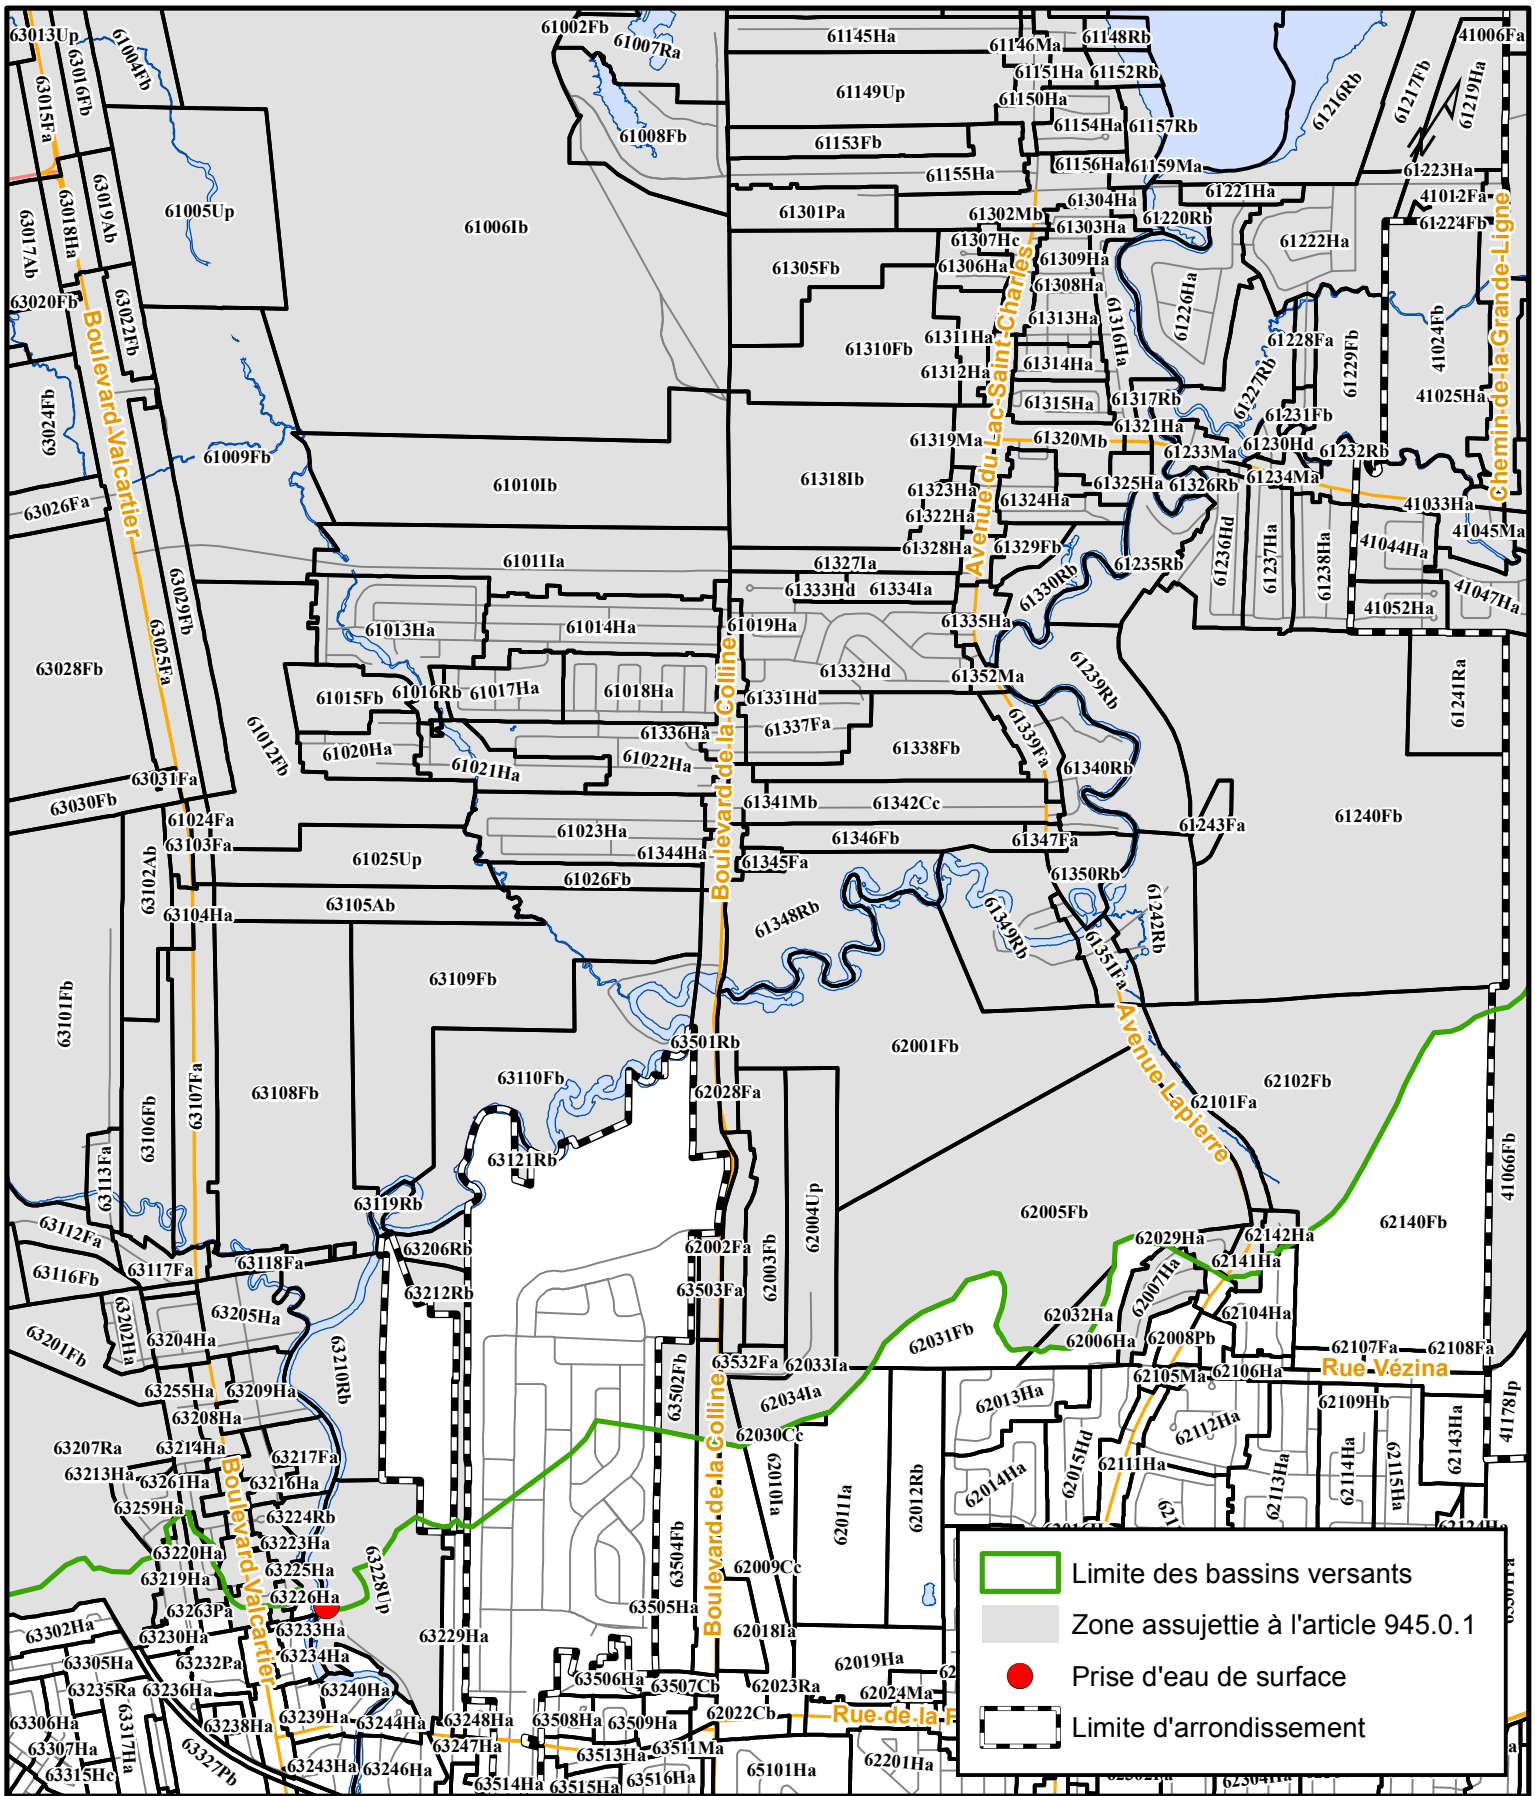 63013Up
61004Fb
63016Fb
63015Fa
61002Fb
61007Ra
61008Fb
61145Ha
61146Ma
61148Rb
61151Ha
61152Rb
61149Up
61150Ha
61154Ha
61157Rb
61153Fb
61156Ha
61159Ma
61155Ha
61216Rb
61217Fb
61219Ha
41006Fa
61223Ha
41012Fa
61224Fb
61221Ha
61304Ha
61220Rb
61222Ha
61301Pa
61302Mb
61303Ha
61307Hc
61306Ha
61309Ha
61308Ha
61305Fb
61313Ha
61316Ha
61226Ha
61228Fa
61229Fb
41024Fb
Chemin de la Grande-Ligne
61005Up
61006Ib
63019Ab
63018Ha
63017Ab
63020Fb
63022Fb
Boulevard Valcartier
63024Fb
61009Fb
63026Fa
61310Fb
61311Ha
61312Ha
61314Ha
61315Ha
61317Rb
61321Ha
61227Rb
61231Fb
61230Hd
61232Rb
41025Ha
Avenue du Lac-Saint-Charles
61319Ma
61320Mb
61233Ma
61234Ma
61010Ib
61318Ib
61323Ha
61324Ha
61325Ha
61326Rb
61322Ha
41033Ha
41045Ma
61328Ha
61329Fb
61235Rb
61236Hd
61237Ha
61238Ha
41044Ha
41047Ha
41052Ha
61011Ia
61327Ia
61333Hd
61334Ia
61330Rb
61335Ha
63029Fb
63025Fa
63028Fb
61013Ha
61014Ha
61019Ha
61015Fb
61016Rb
61017Ha
61018Ha
61332Hd
61331Hd
61352Ma
61239Rb
61241Ra
61012Fb
61020Ha
61021Ha
61336Ha
61022Ha
61337Fa
61338Fb
61339Fa
61340Rb
Boulevard de la Colline
63031Fa
63030Fb
61024Fa
63103Fa
63102Ab
61025Up
61023Ha
61344Ha
61026Fb
61341Mb
61342Cc
61346Fb
61345Fa
61347Fa
61243Fa
61240Fb
61350Rb
63104Ha
63105Ab
61348Rb
61349Rb
61351Fa
61242Rb
63109Fb
63101Fb
63107Fa
63108Fb
63106Fb
63110Fb
63501Rb
62028Fa
62001Fb
Avenue Lapierre
62102Fb
62101Fa
63113Fa
63121Rb
63119Rb
62004Up
62003Fb
62005Fb
41066Fb
62140Fb
63112Fa
63116Fb
63117Fa
63118Fa
63206Rb
63212Rb
62002Fa
63503Fa
62029Ha
62142Ha
62141Ha
62007Ha
62104Ha
63202Ha
63205Ha
63204Ha
63201Fb
63210Rb
62032Ha
62006Ha
62008Pb
62031Fb
62107Fa
62108Fa
Rue Vézina
63255Ha
63209Ha
63208Ha
63502Fb
63532Fa
62033Ia
62034Ia
62030Cc
62105Ma
62106Ha
62013Ha
62109Hb
41178Ip
62143Ha
62112Ha
62111Ha
62015Hd
62014Ha
62113Ha
62114Ha
62115Ha
63207Ra
63214Ha
63217Fa
63213Ha
63261Ha
63216Ha
63259Ha
63224Rb
63223Ha
63220Ha
63225Ha
63219Ha
63226Ha
63228Up
63263Pa
63233Ha
63230Ha
63234Ha
63232Pa
Boulevard Valcartier
63302Ha
63305Ha
63235Ra
63236Ha
63240Ha
63306Ha
63317Ha
63238Ha
63239Ha
63244Ha
63307Ha
63315Hc
63327Pb
63243Ha
63246Ha
63229Ha
63248Ha
63247Ha
63514Ha
63508Ha
63506Ha
63509Ha
63513Ha
63515Ha
63516Ha
63511Ma
63507Cb
63505Ha
63504Fb
Boulevard de la Colline
62010Ia
62011Ia
62012Rb
62009Cc
62018Ia
62019Ha
62023Ra
62024Ma
62022Cb
Rue de la
65101Ha
62201Ha
Limite des bassins versants
Zone assujettie à l'article 945.0.1
Prise d'eau de surface
Limite d'arrondissement